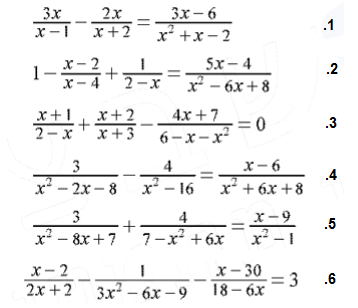 3x/(x-1) - 2x/(x+2) = (3x-6)/(x²+x-2) .1
1 - (x-2)/(x-4) + 1/(2-x) = (5x-4)/(x²-6x+8) .2
(x+1)/(2-x) + (x+2)/(x+3) - (4x+7)/(6-x-x²) = 0 .3
3/(x²-2x-8) - 4/(x²-16) = (x-6)/(x²+6x+8) .4
3/(x²-8x+7) + 4/(7-x²+6x) = (x-9)/(x²-1) .5
(x-2)/(2x+2) - 1/(3x²-6x-9) - (x-30)/(18-6x) = 3 .6